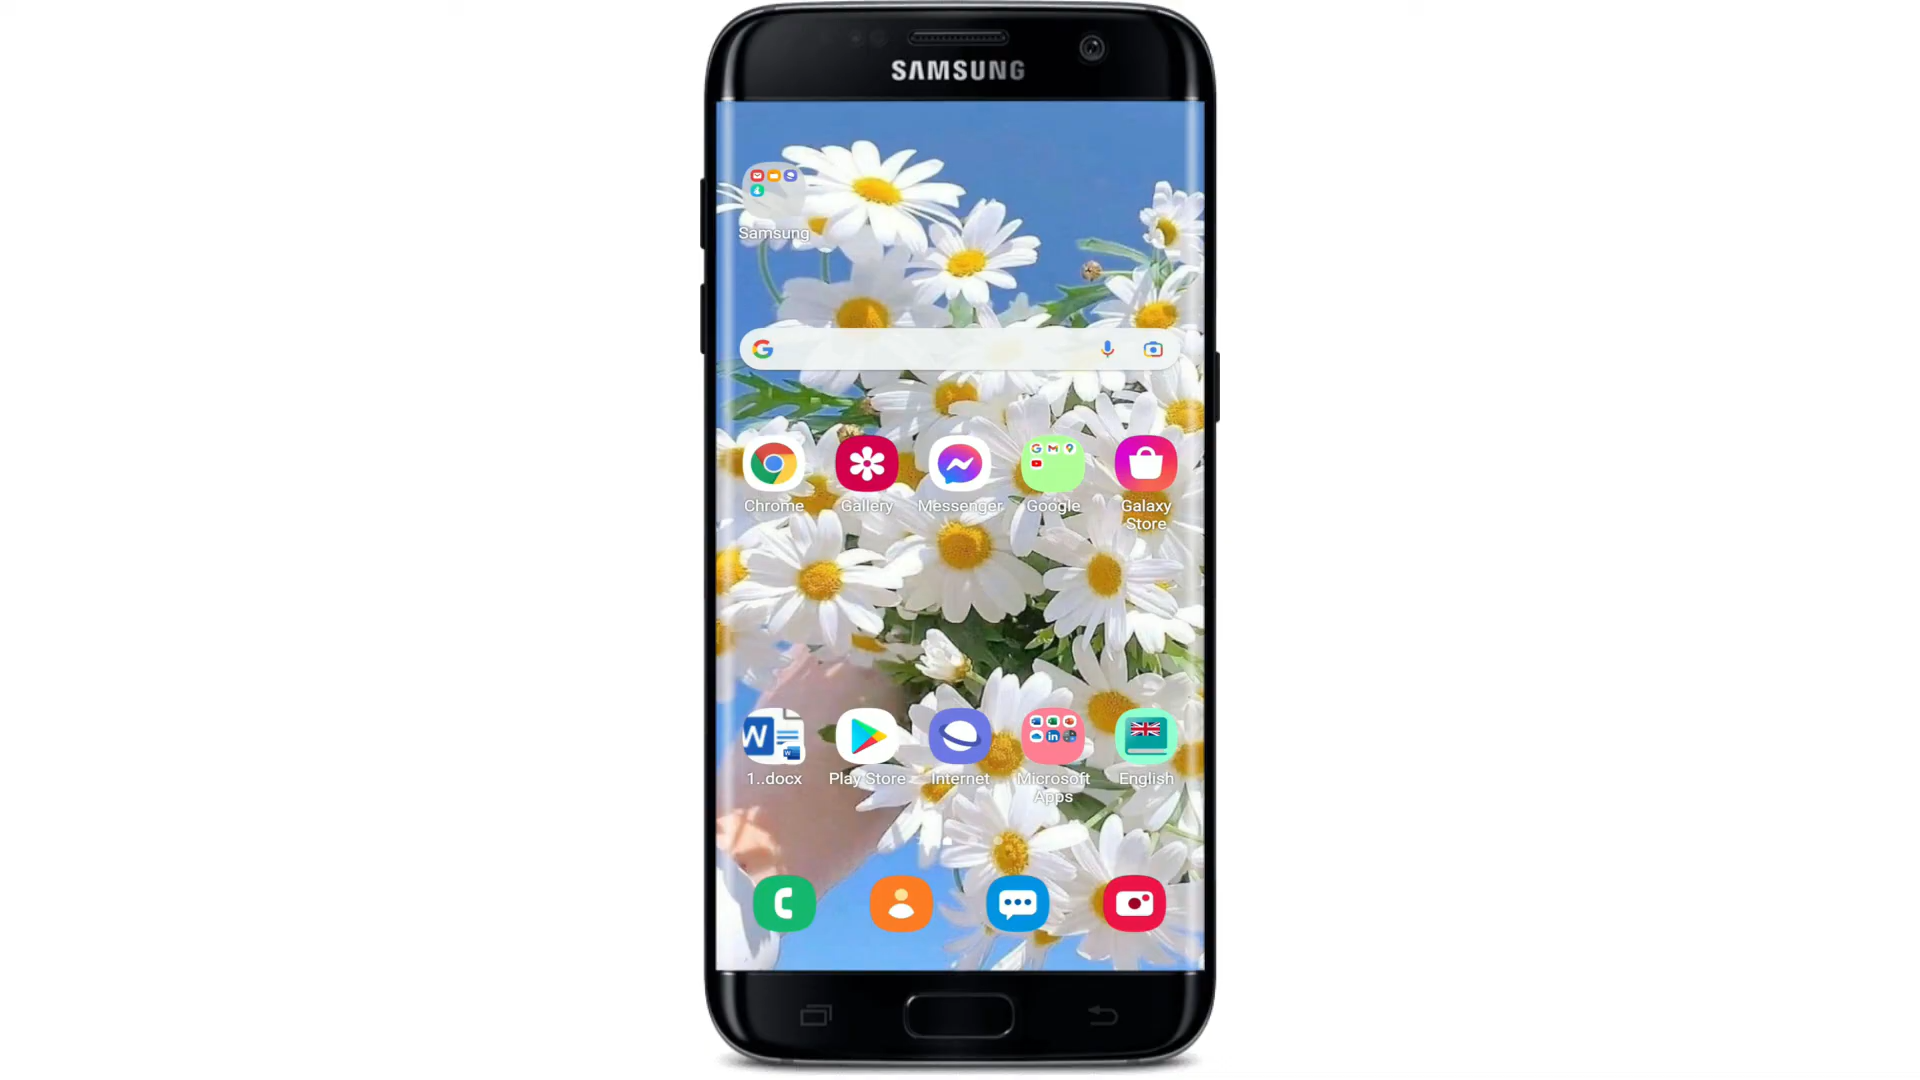 SAMSUNG
Samsung
Chrome
Gallery
Messenger
Google
Galaxy
Store
1..docx
Play Store
Internet
Microsoft
Apps
English